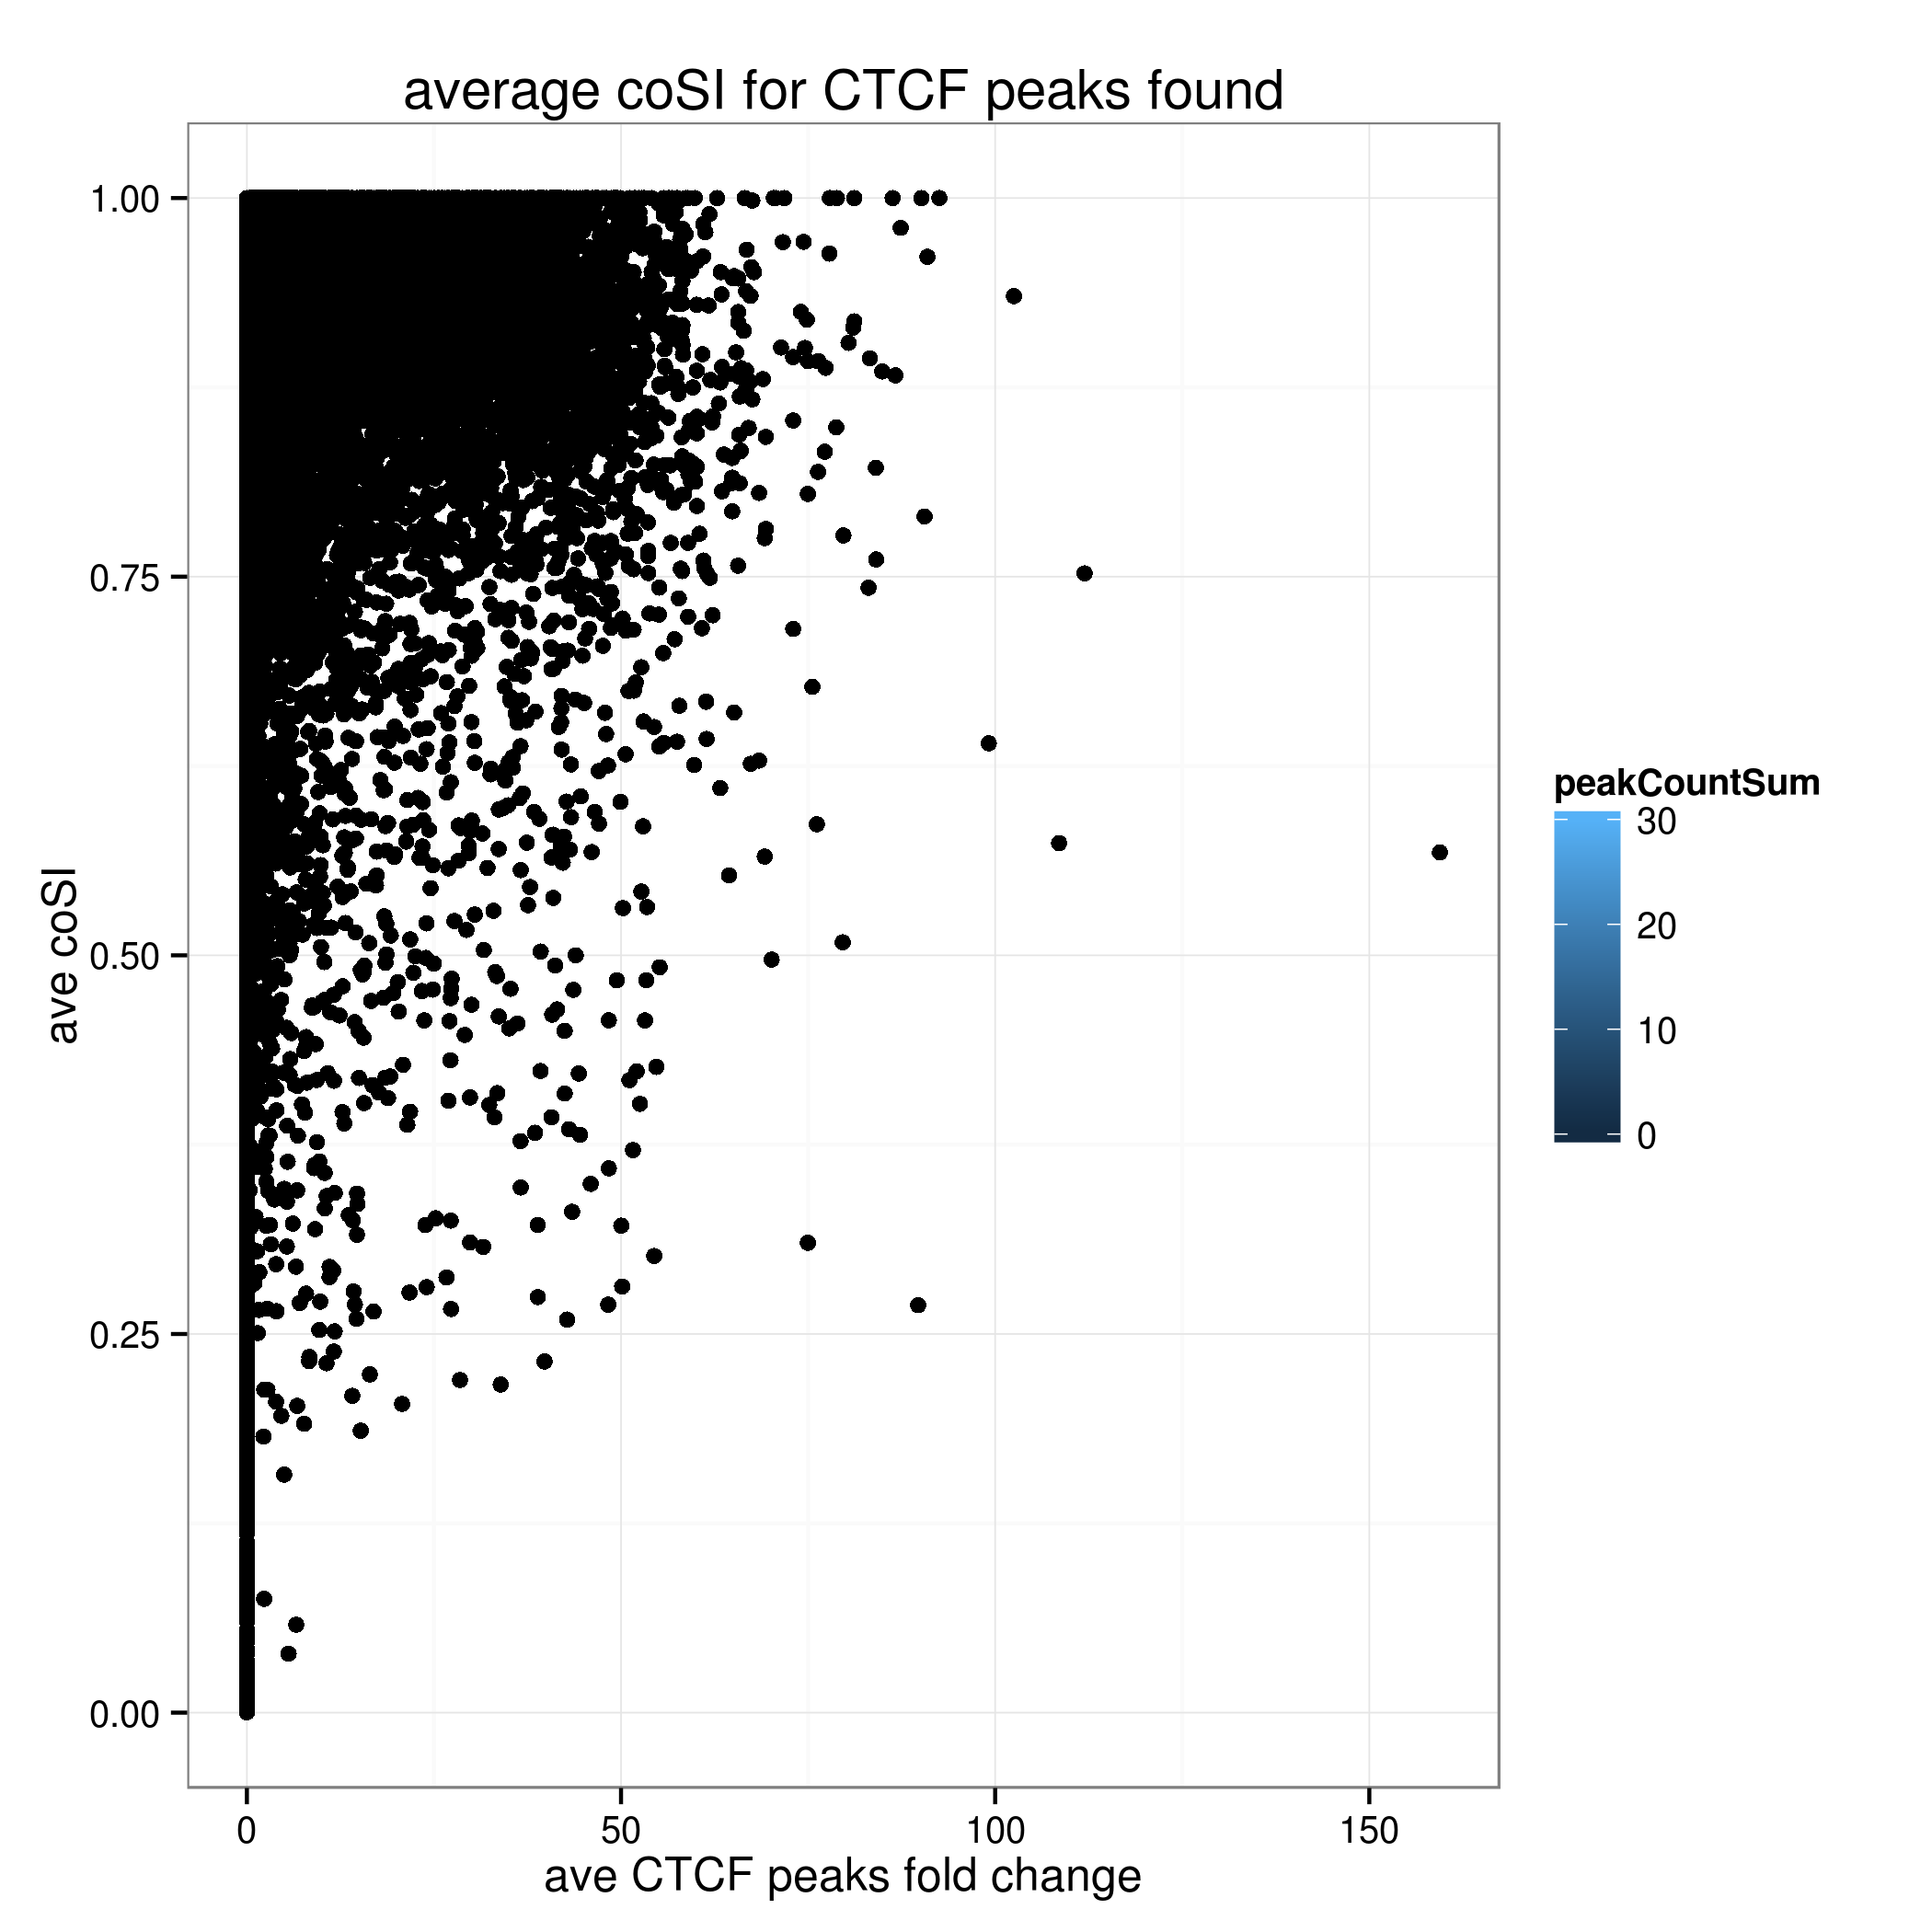 average coSI for CTCF peaks found
1.00
0.75
0.50
0.25
0.00
ave coSI
0 50 100 150
ave CTCF peaks fold change
peakCountSum
30
20
10
0